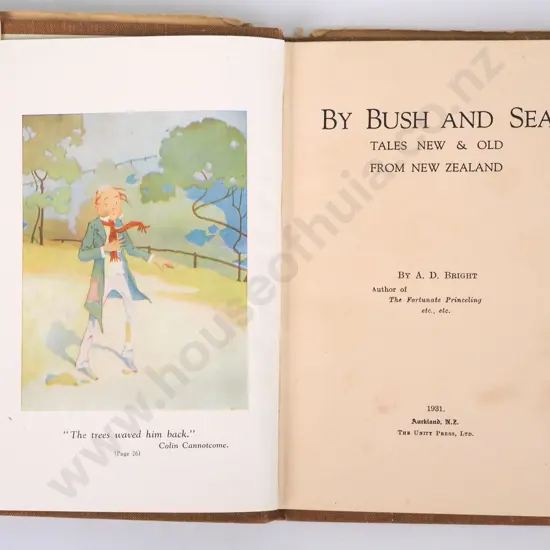 "The trees waved him back."
Colin Cannotcome.
(Page 26)
BY BUSH AND SEA
TALES NEW & OLD
FROM NEW ZEALAND
BY A. D. BRIGHT
Author of
The Fortunate Princeling
etc., etc.
1931.
Auckland, N.Z.
THE UNITY PRESS, LTD.
www.houseofhuia.co.nz